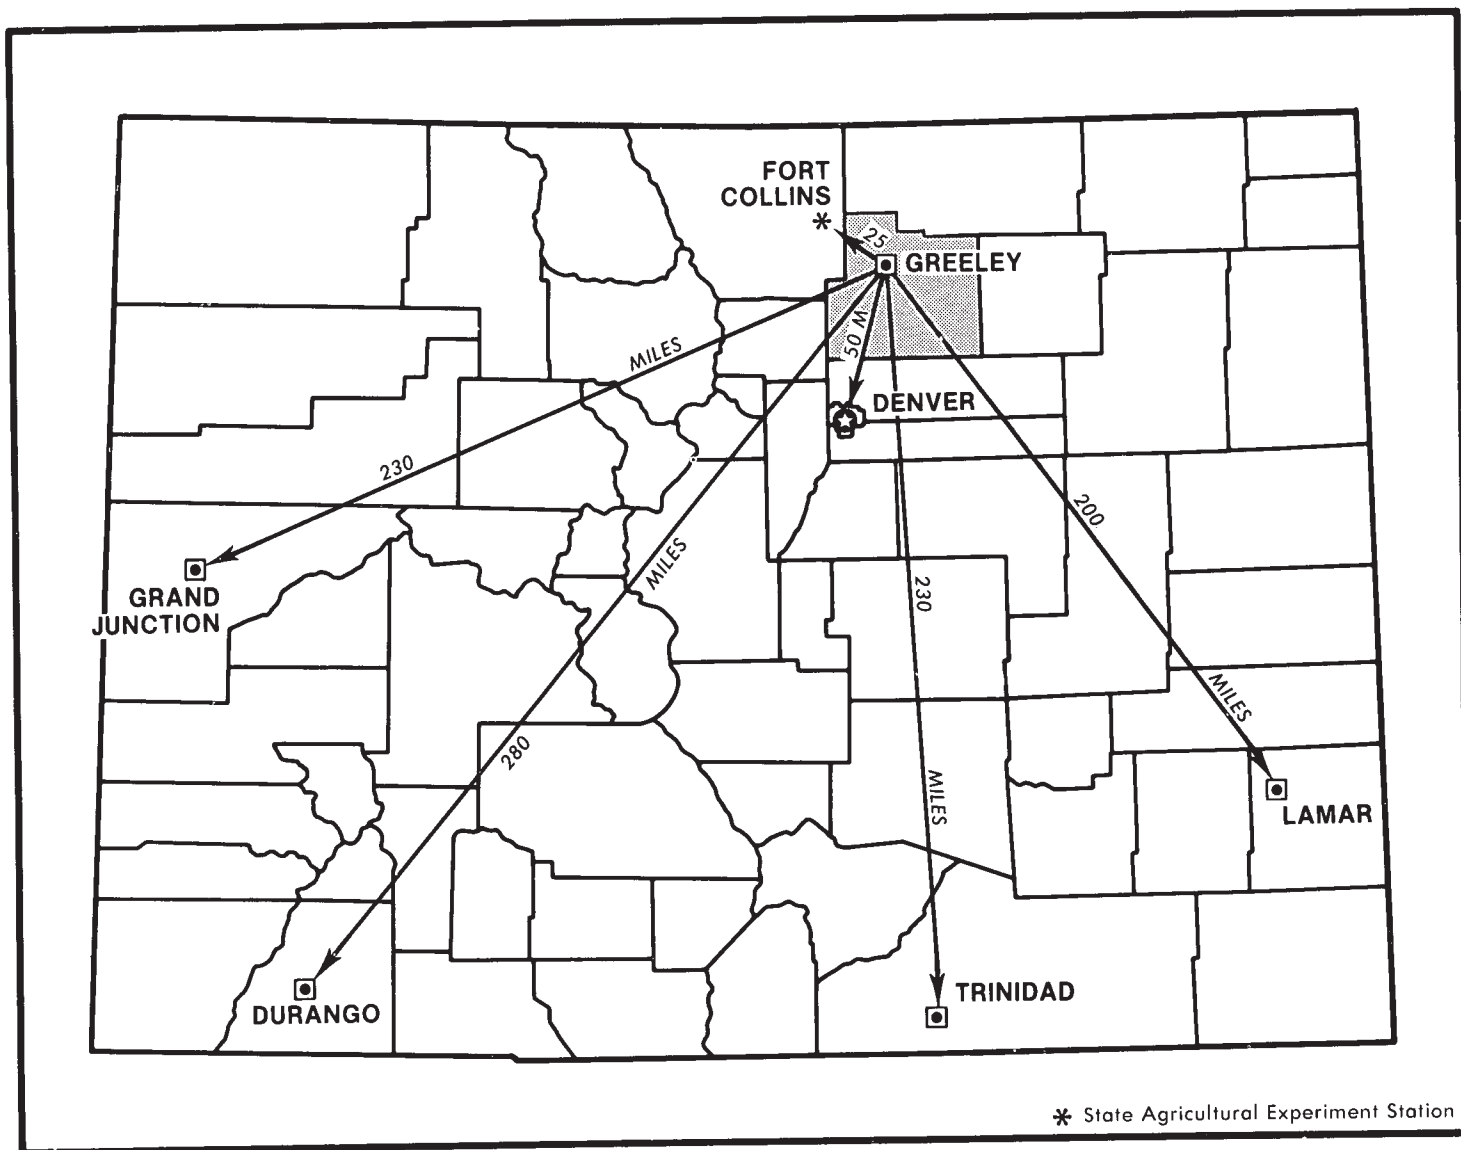 FORT
COLLINS
*
25
GREELEY
50 M
MILES
DENVER
230
200
MILES
GRAND
JUNCTION
230
MILES
280
MILES
LAMAR
DURANGO
TRINIDAD
* State Agricultural Experiment Station